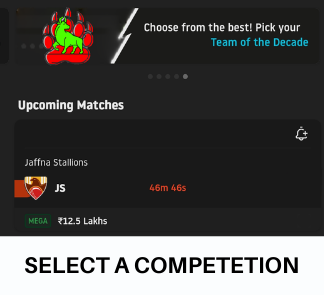 Choose from the best! Pick your
Team of the Decade
Upcoming Matches
Jaffna Stallions
JS
46m 46s
MEGA ₹12.5 Lakhs
SELECT A COMPETETION